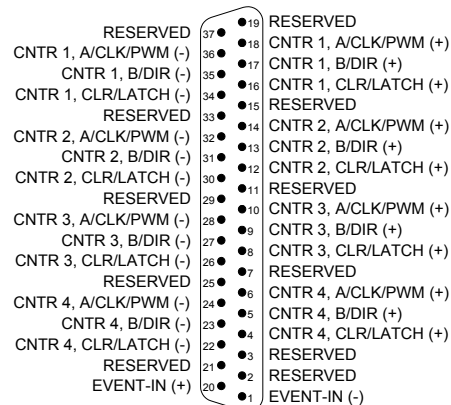 RESERVED 37
CNTR 1, A/CLK/PWM (-) 36
CNTR 1, B/DIR (-) 35
CNTR 1, CLR/LATCH (-) 34
RESERVED 33
CNTR 2, A/CLK/PWM (-) 32
CNTR 2, B/DIR (-) 31
CNTR 2, CLR/LATCH (-) 30
RESERVED 29
CNTR 3, A/CLK/PWM (-) 28
CNTR 3, B/DIR (-) 27
CNTR 3, CLR/LATCH (-) 26
RESERVED 25
CNTR 4, A/CLK/PWM (-) 24
CNTR 4, B/DIR (-) 23
CNTR 4, CLR/LATCH (-) 22
RESERVED 21
EVENT-IN (+) 20
19 RESERVED
18 CNTR 1, A/CLK/PWM (+)
17 CNTR 1, B/DIR (+)
16 CNTR 1, CLR/LATCH (+)
15 RESERVED
14 CNTR 2, A/CLK/PWM (+)
13 CNTR 2, B/DIR (+)
12 CNTR 2, CLR/LATCH (+)
11 RESERVED
10 CNTR 3, A/CLK/PWM (+)
9 CNTR 3, B/DIR (+)
8 CNTR 3, CLR/LATCH (+)
7 RESERVED
6 CNTR 4, A/CLK/PWM (+)
5 CNTR 4, B/DIR (+)
4 CNTR 4, CLR/LATCH (+)
3 RESERVED
2 RESERVED
1 EVENT-IN (-)